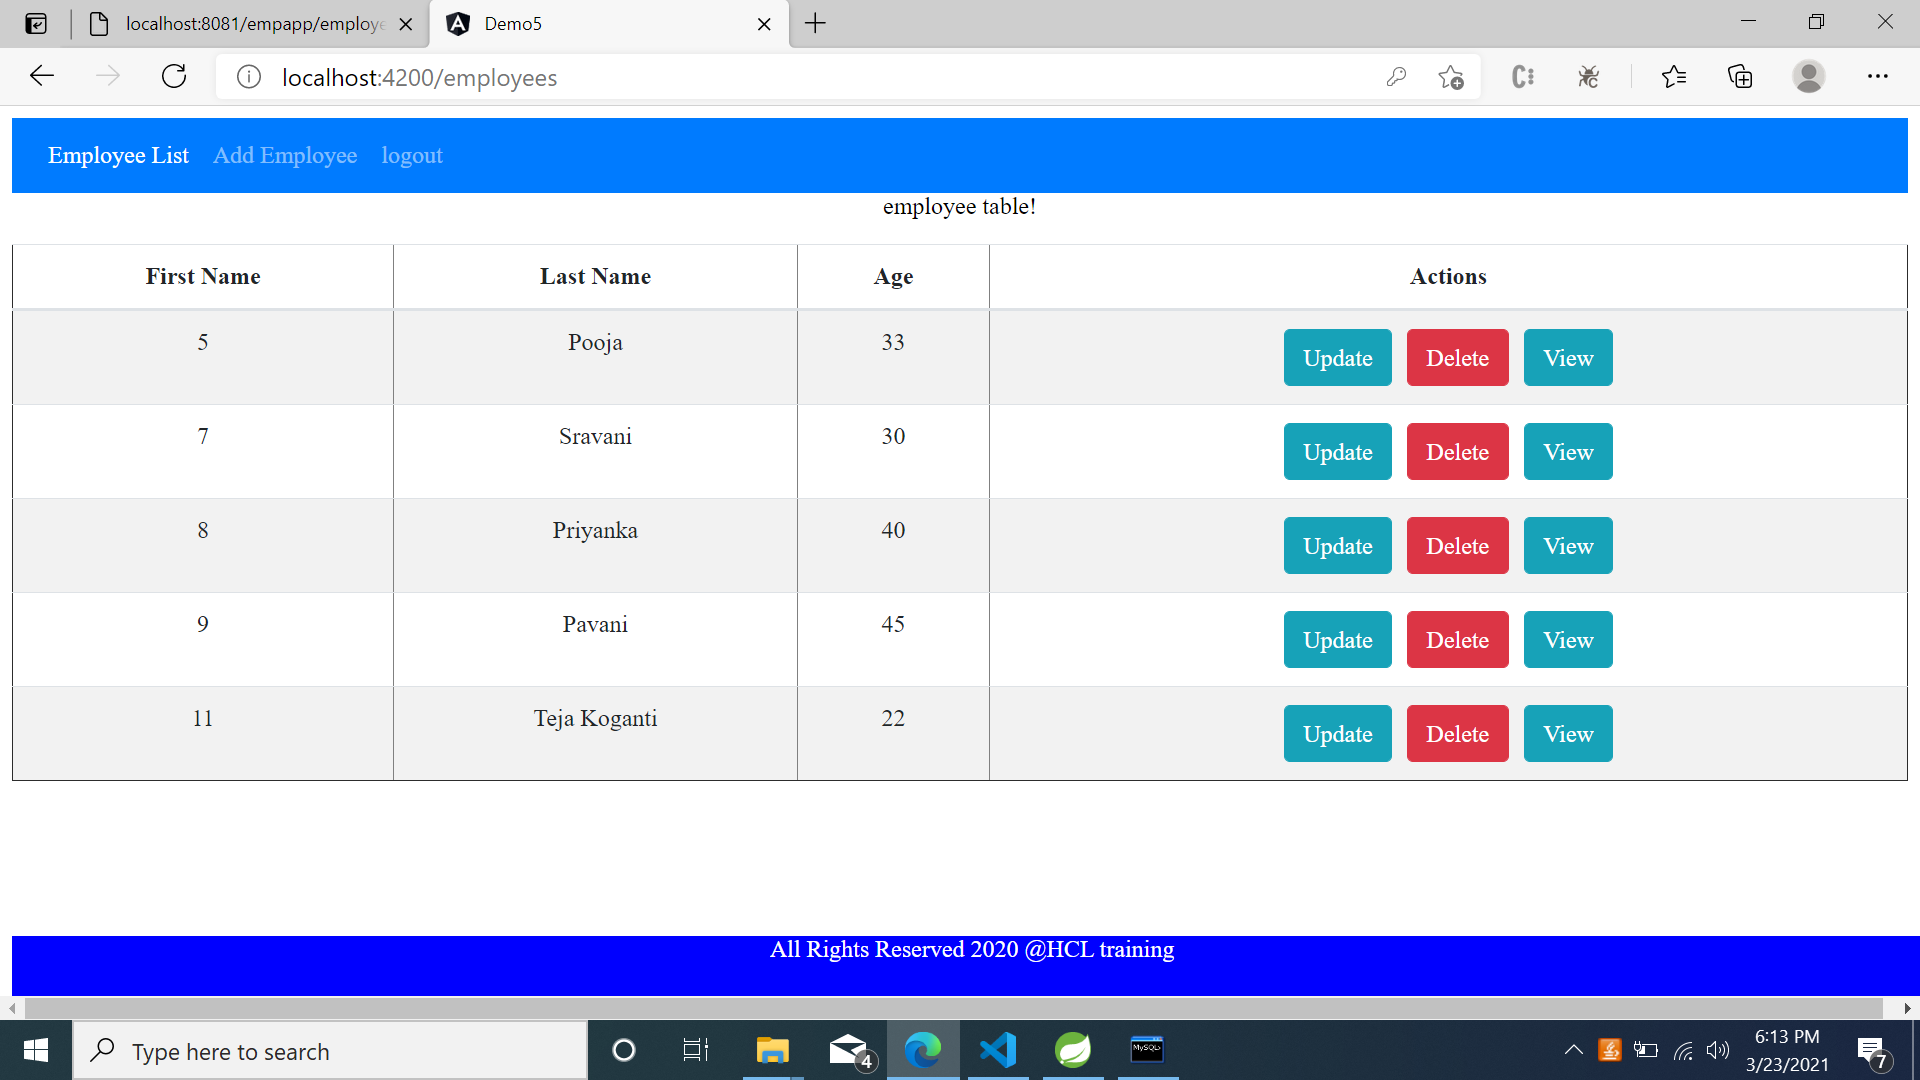 localhost:8081/empapp/employe
Demo5
localhost:4200/employees
Employee List Add Employee logout
employee table!
First Name Last Name Age Actions
5 Pooja 33 Update Delete View
7 Sravani 30 Update Delete View
8 Priyanka 40 Update Delete View
9 Pavani 45 Update Delete View
11 Teja Koganti 22 Update Delete View
All Rights Reserved 2020 @HCL training
Type here to search
4
MySQL
6:13 PM
3/23/2021
7